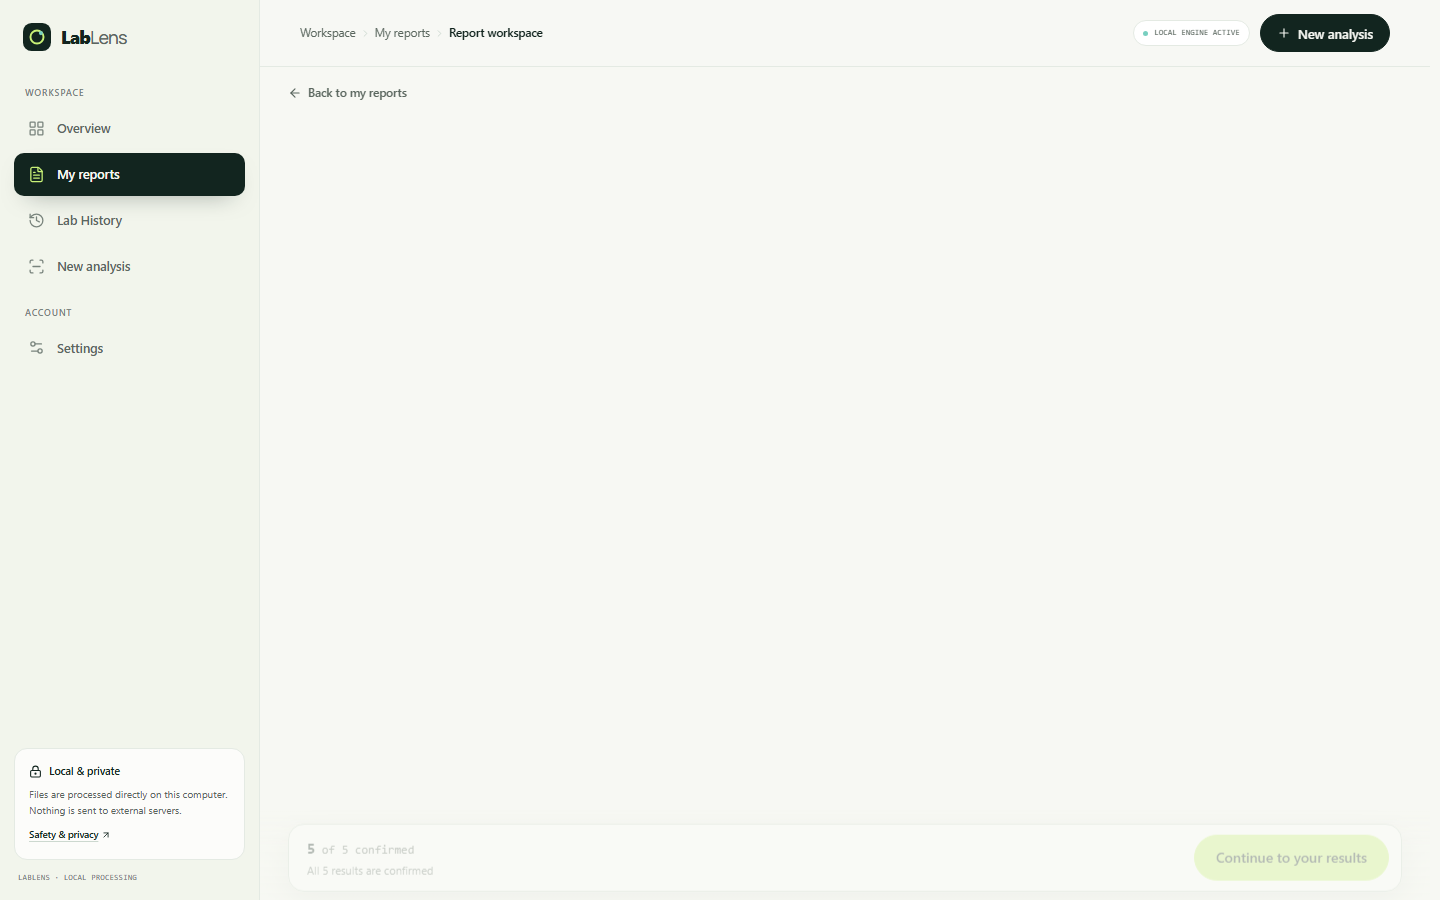 LabLens
Workspace › My reports › Report workspace
LOCAL ENGINE ACTIVE
New analysis
WORKSPACE
Overview
My reports
Lab History
New analysis
ACCOUNT
Settings
Back to my reports
Local & private
Files are processed directly on this computer.
Nothing is sent to external servers.
Safety & privacy
LABLENS · LOCAL PROCESSING
5 of 5 confirmed
All 5 results are confirmed
Continue to your results